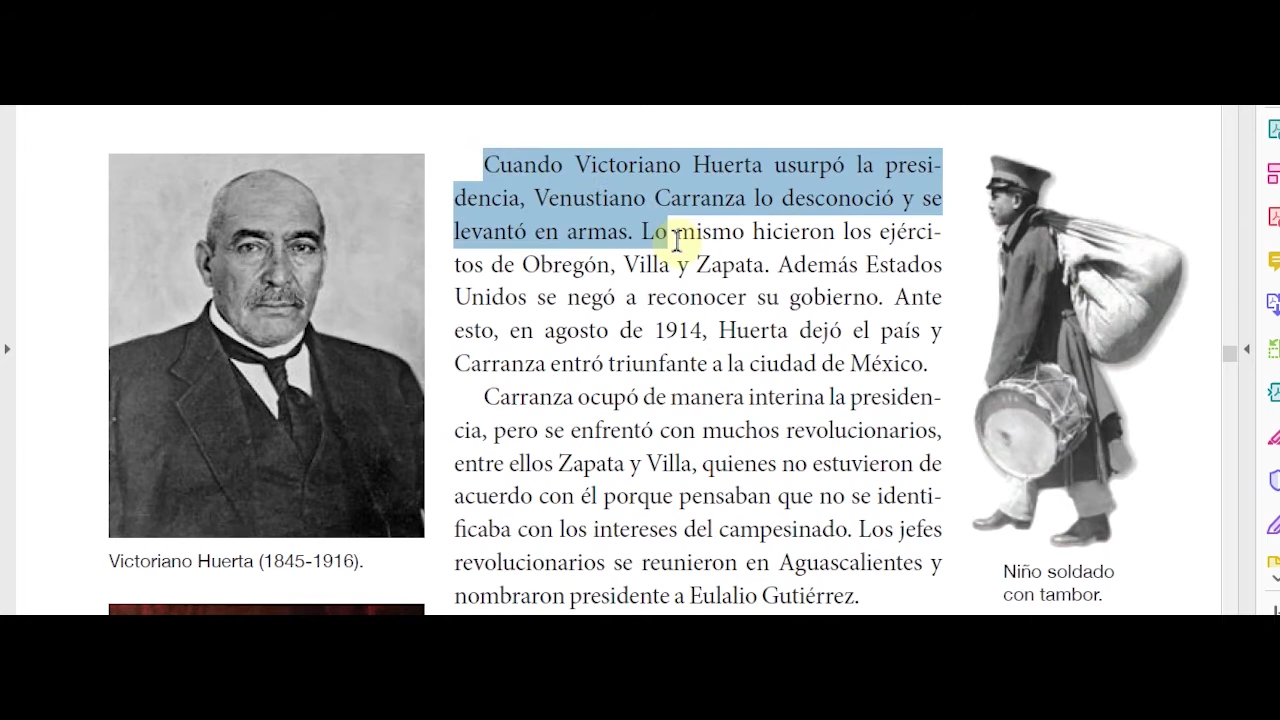 Cuando Victoriano Huerta usurpó la presi-
dencia, Venustiano Carranza lo desconoció y se
levantó en armas. Lo mismo hicieron los ejérci-
tos de Obregón, Villa y Zapata. Además Estados
Unidos se negó a reconocer su gobierno. Ante
esto, en agosto de 1914, Huerta dejó el país y
Carranza entró triunfante a la ciudad de México.
Carranza ocupó de manera interina la presiden-
cia, pero se enfrentó con muchos revolucionarios,
entre ellos Zapata y Villa, quienes no estuvieron de
acuerdo con él porque pensaban que no se identi-
ficaba con los intereses del campesinado. Los jefes
revolucionarios se reunieron en Aguascalientes y
nombraron presidente a Eulalio Gutiérrez.
Victoriano Huerta (1845-1916).
Niño soldado
con tambor.